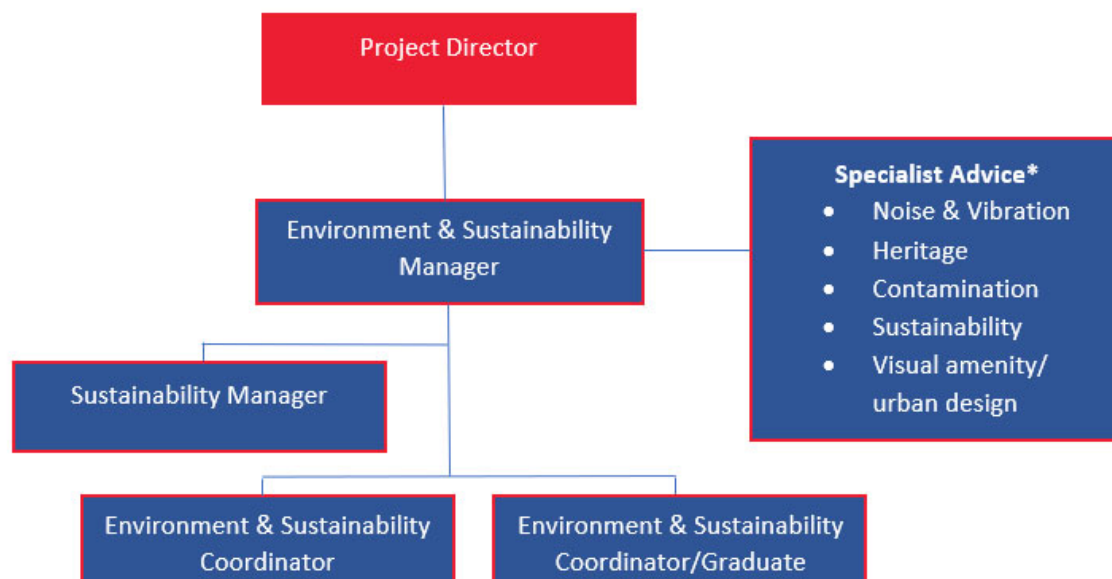 Project Director
Environment & Sustainability
Manager
Specialist Advice*
• Noise & Vibration
• Heritage
• Contamination
• Sustainability
• Visual amenity/
urban design
Sustainability Manager
Environment & Sustainability
Coordinator
Environment & Sustainability
Coordinator/Graduate